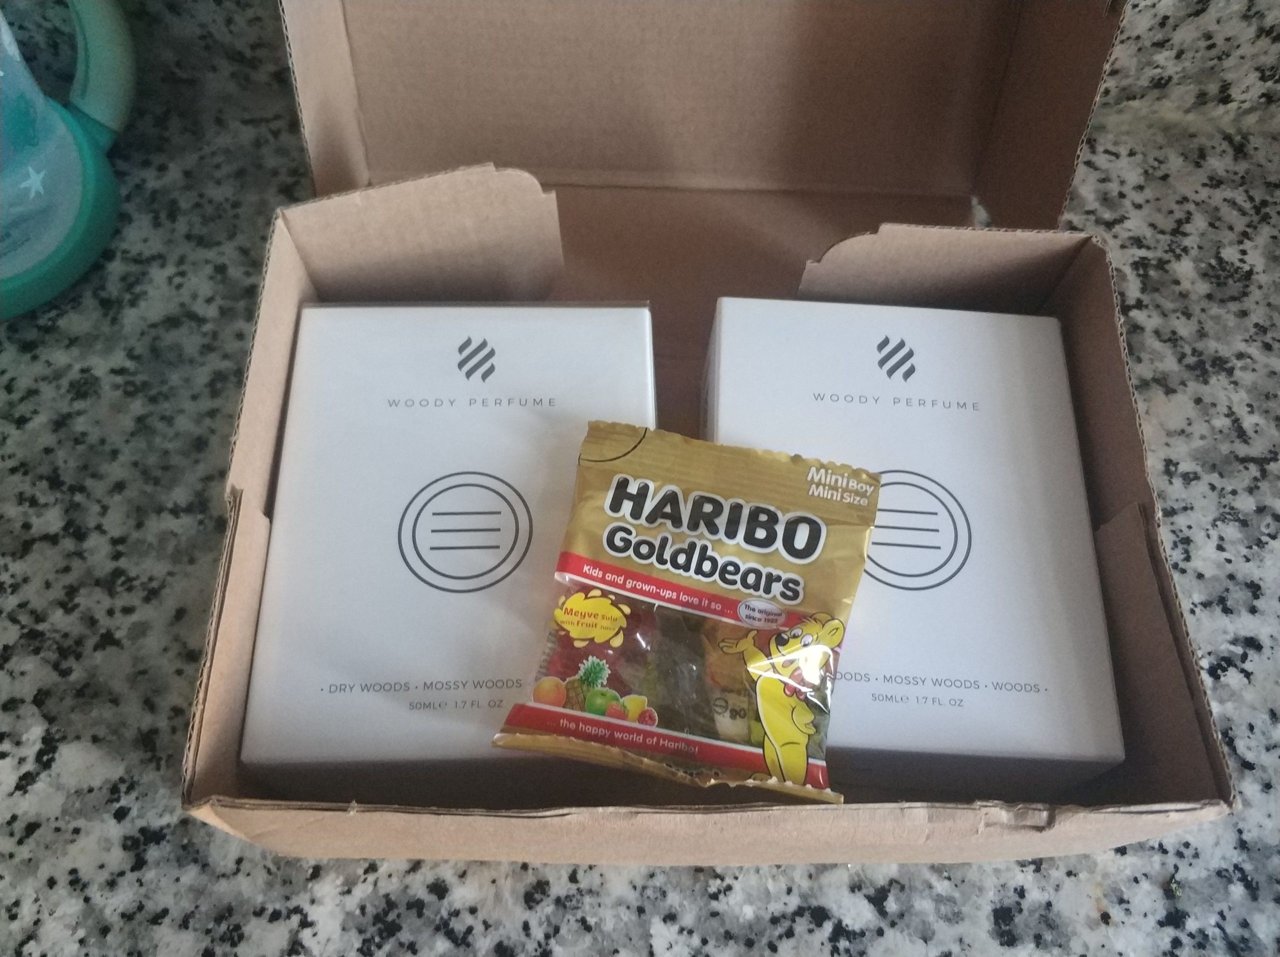 WOODY PERFUME
· DRY WOODS · MOSSY WOODS
50ML℮ 1.7 FL. OZ
WOODY PERFUME
WOODS · MOSSY WOODS · WOODS ·
50ML℮ 1.7 FL. OZ
Mini Boy
Mini Size
HARIBO
Goldbears
Kids and grown-ups love it so ...
The original
since 1922
Meyve Sulu
with Fruit Juice
... the happy world of Haribo!